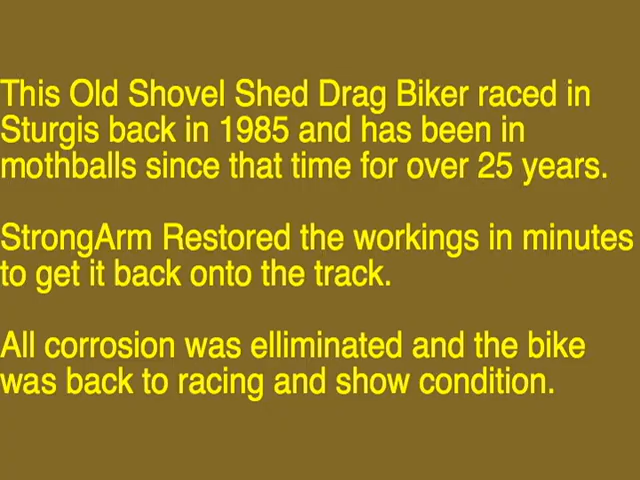 This Old Shovel Shed Drag Biker raced in
Sturgis back in 1985 and has been in
mothballs since that time for over 25 years.
StrongArm Restored the workings in minutes
to get it back onto the track.
All corrosion was elliminated and the bike
was back to racing and show condition.